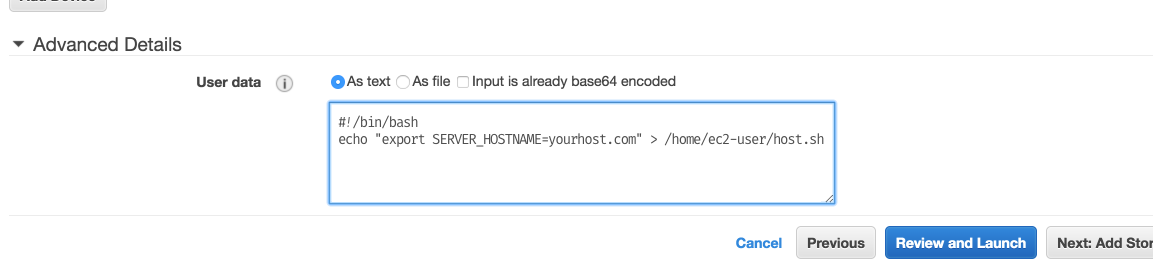 Advanced Details
User data i As text As file Input is already base64 encoded
#!/bin/bash
echo "export SERVER_HOSTNAME=yourhost.com" > /home/ec2-user/host.sh
Cancel Previous Review and Launch Next: Add Stor